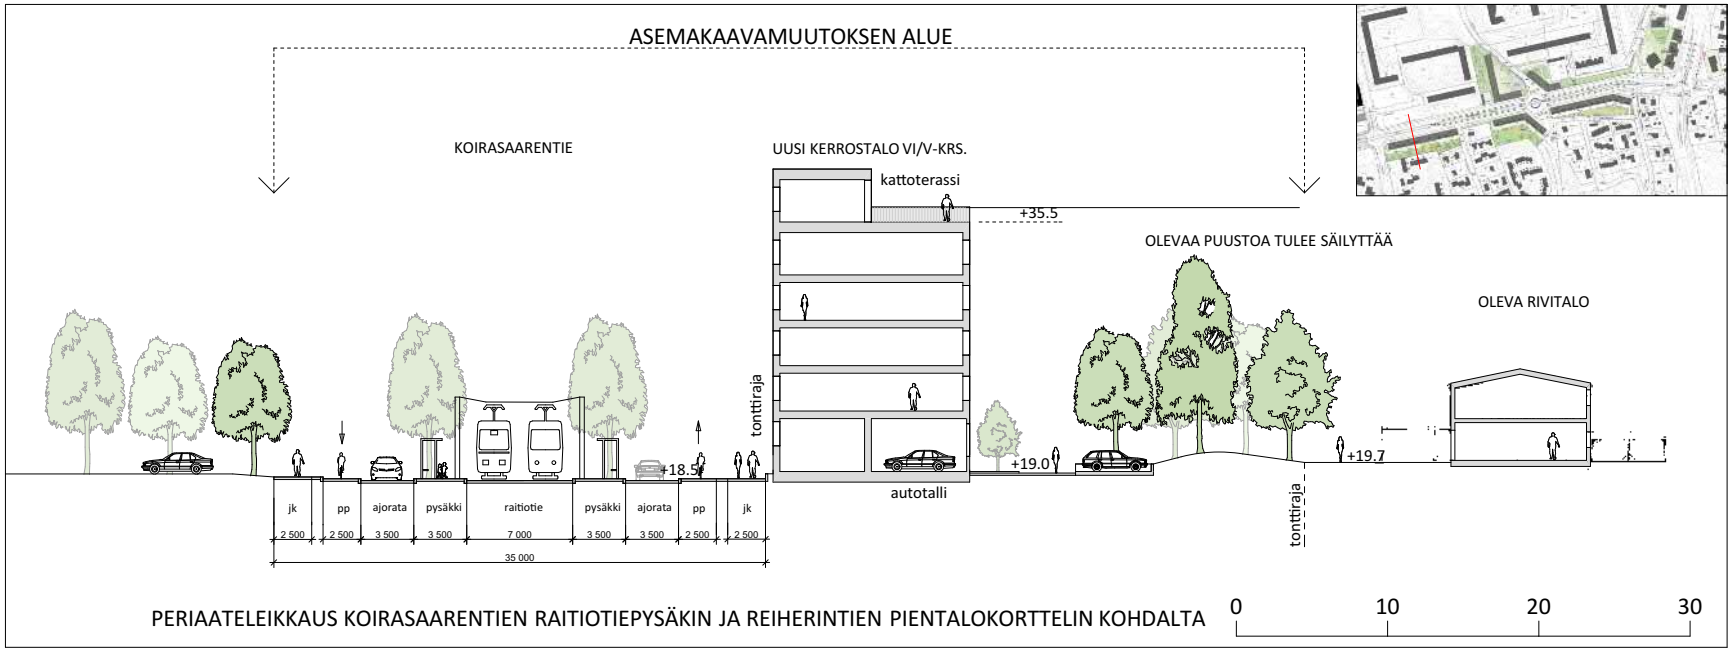 ASEMAKAAVAMUUTOKSEN ALUE
KOIRASAARENTIE
UUSI KERROSTALO VI/V-KRS.
kattoterassi
+35.5
OLEVAA PUUSTOA TULEE SÄILYTTÄÄ
OLEVA RIVITALO
tonttiraja
+18.5
+19.0
+19.7
autotalli
tonttiraja
jk pp ajorata pysäkki raitiotie pysäkki ajorata pp jk
2 500 2 500 3 500 3 500 7 000 3 500 3 500 2 500 2 500
35 000
PERIAATELEIKKAUS KOIRASAARENTIEN RAITIOTIEPYSÄKIN JA REIHERINTIEN PIENTALOKORTTELIN KOHDALTA
0 10 20 30